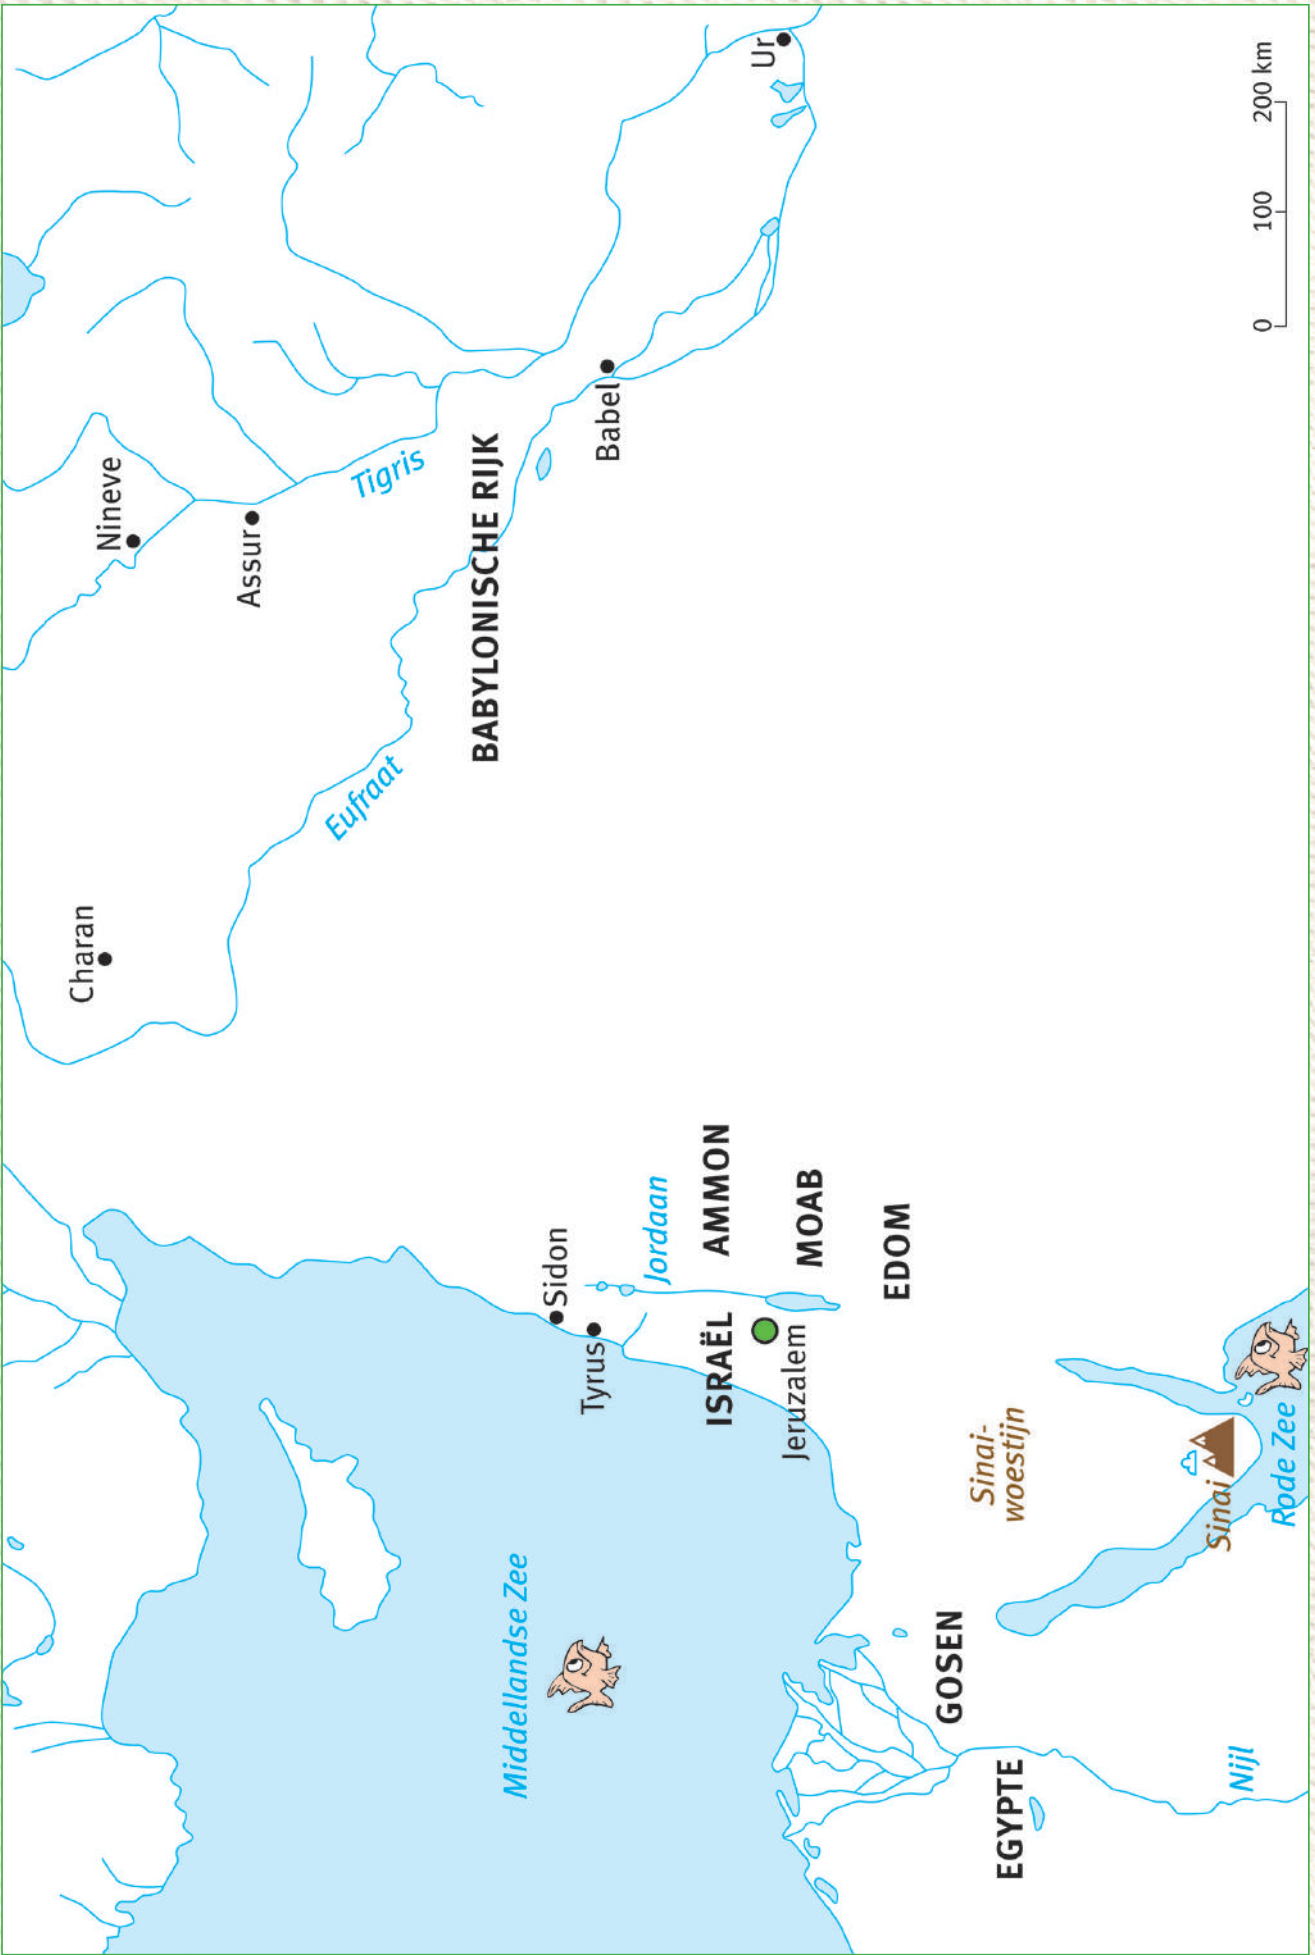 Charan
Nineve
Assur
Tigris
Eufraat
BABYLONISCHE RIJK
Babel
Ur
Middellandse Zee
Sidon
Tyrus
Jordaan
ISRAËL
AMMON
Jeruzalem
MOAB
EDOM
GOSEN
EGYPTE
Sinai-
woestijn
Sinai
Nijl
Rode Zee
0 100 200 km